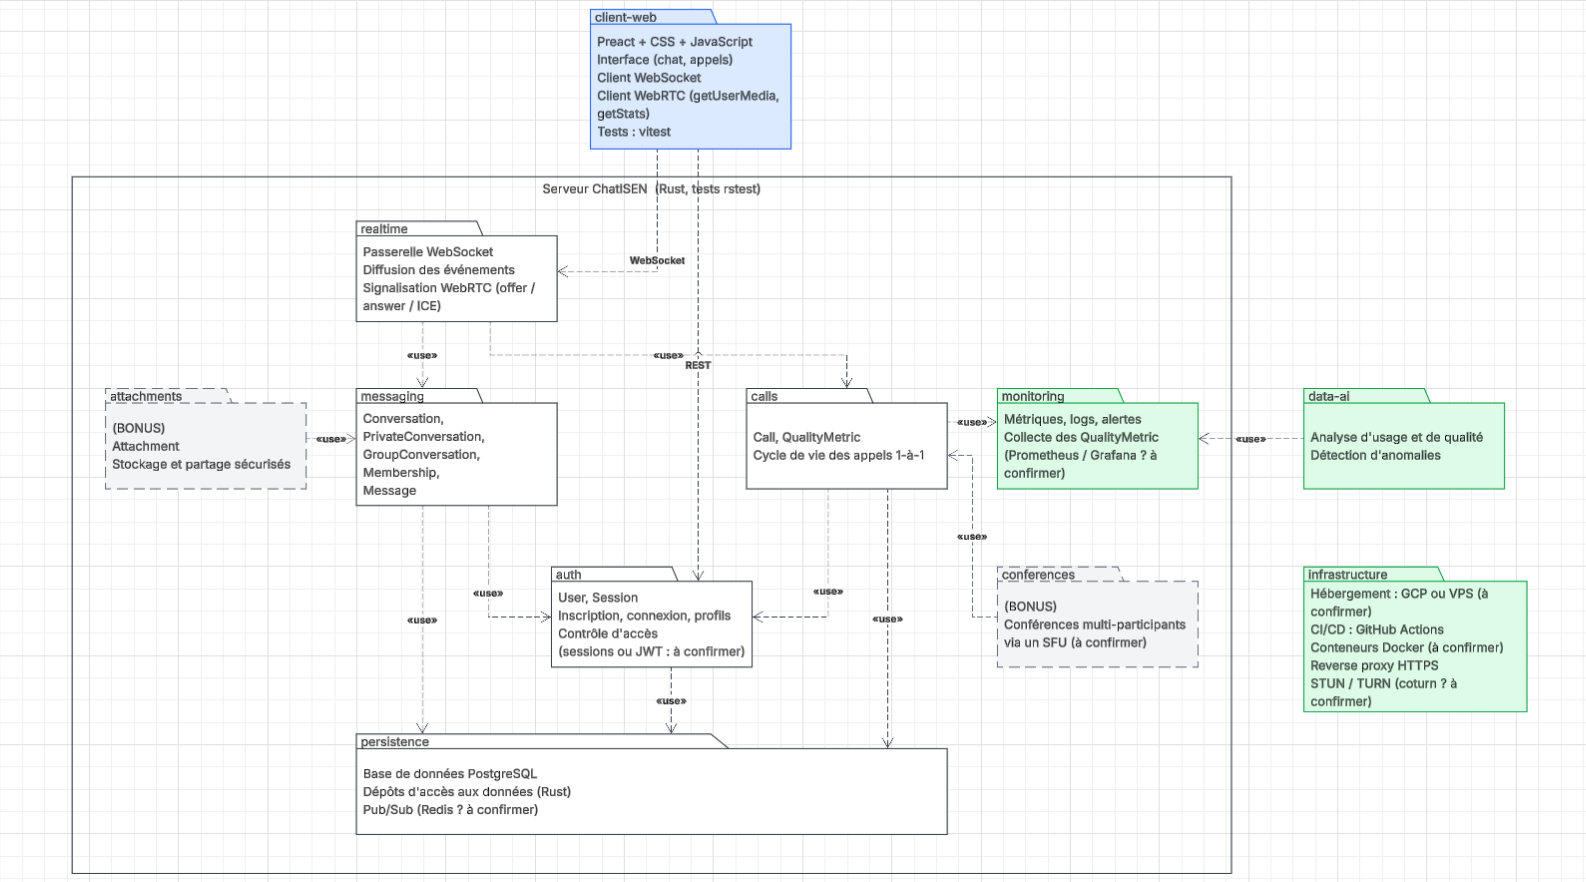 client-web
Preact + CSS + JavaScript
Interface (chat, appels)
Client WebSocket
Client WebRTC (getUserMedia,
getStats)
Tests : vitest
Serveur ChatISEN (Rust, tests rstest)
realtime
Passerelle WebSocket
Diffusion des événements
Signalisation WebRTC (offer /
answer / ICE)
WebSocket
«use»
«use»
REST
attachments
(BONUS)
Attachment
Stockage et partage sécurisés
«use»
messaging
Conversation,
PrivateConversation,
GroupConversation,
Membership,
Message
calls
Call, QualityMetric
Cycle de vie des appels 1-à-1
«use»
monitoring
Métriques, logs, alertes
Collecte des QualityMetric
(Prometheus / Grafana ? à
confirmer)
«use»
data-ai
Analyse d'usage et de qualité
Détection d'anomalies
«use»
auth
User, Session
Inscription, connexion, profils
Contrôle d'accès
(sessions ou JWT : à confirmer)
«use»
«use»
«use»
«use»
conferences
(BONUS)
Conférences multi-participants
via un SFU (à confirmer)
infrastructure
Hébergement : GCP ou VPS (à
confirmer)
CI/CD : GitHub Actions
Conteneurs Docker (à confirmer)
Reverse proxy HTTPS
STUN / TURN (coturn ? à
confirmer)
«use»
persistence
Base de données PostgreSQL
Dépôts d'accès aux données (Rust)
Pub/Sub (Redis ? à confirmer)